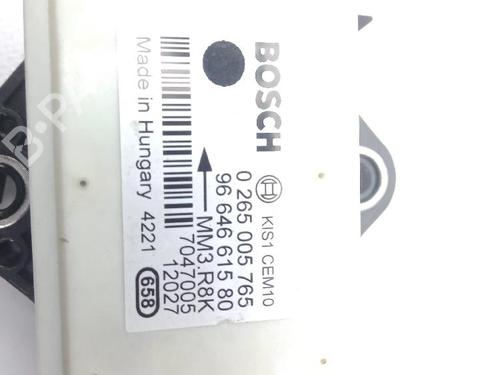 BOSCH
KIS1 CEM10
0 265 005 765
96 646 615 80
MM3.R8K
7047005
12027
Made in Hungary 4221
658
B-PA